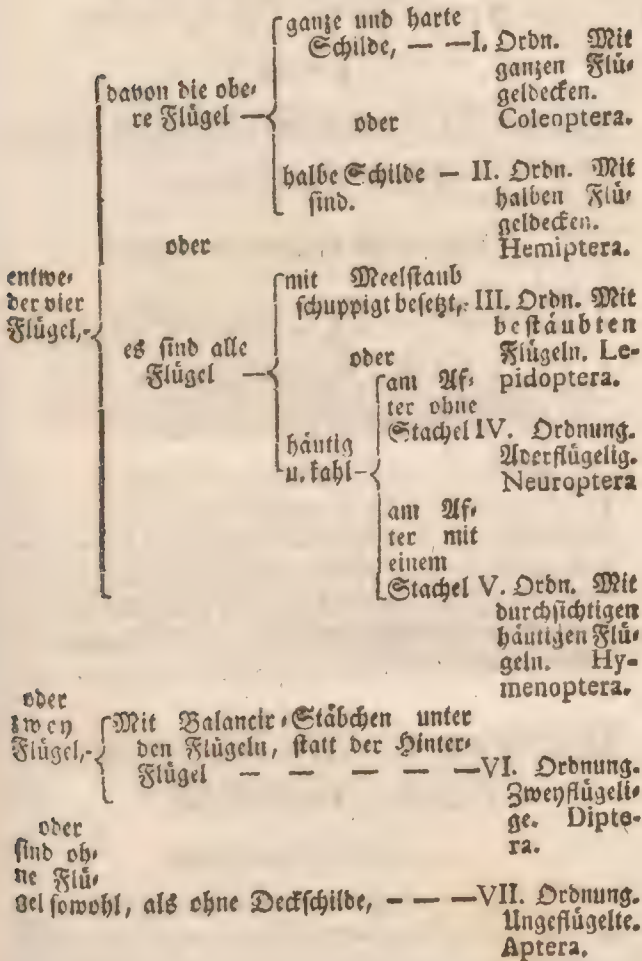 ganze und harte
Schilde, — — I. Ordn. Mit
ganzen Flü-
geldecken.
Coleoptera.
davon die obe-
re Flügel —
oder
halbe Schilde — II. Ordn. Mit
sind. halben Flü-
geldecken.
Hemiptera.
oder
entwe-
der vier
Flügel,-
mit Meelstaub
schuppigt besetzt, III. Ordn. Mit
bestäubten
Flügeln. Le-
pidoptera.
es sind alle
Flügel —
oder
häutig
u. kahl-
am Af-
ter ohne
Stachel IV. Ordnung.
Aderflügelig.
Neuroptera
am Af-
ter mit
einem
Stachel V. Ordn. Mit
durchsichtigen
häutigen Flü-
geln. Hy-
menoptera.
oder
zwey
Flügel,-
Mit Balancir-Stäbchen unter
den Flügeln, statt der Hinter-
Flügel — — — — — VI. Ordnung.
Zweyflügeli-
ge. Dipte-
ra.
oder
sind oh-
ne Flü-
gel sowohl, als ohne Deckschilde, — — — VII. Ordnung.
Ungeflügelte.
Aptera.